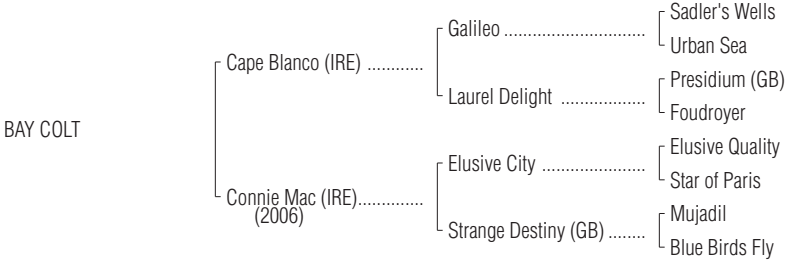 Sadler's Wells
Galileo ..............................
Urban Sea
Cape Blanco (IRE) ............
Presidium (GB)
Laurel Delight ..................
Foudroyer
BAY COLT
Elusive Quality
Elusive City ......................
Star of Paris
Connie Mac (IRE)..............
(2006)
Mujadil
Strange Destiny (GB) ........
Blue Birds Fly